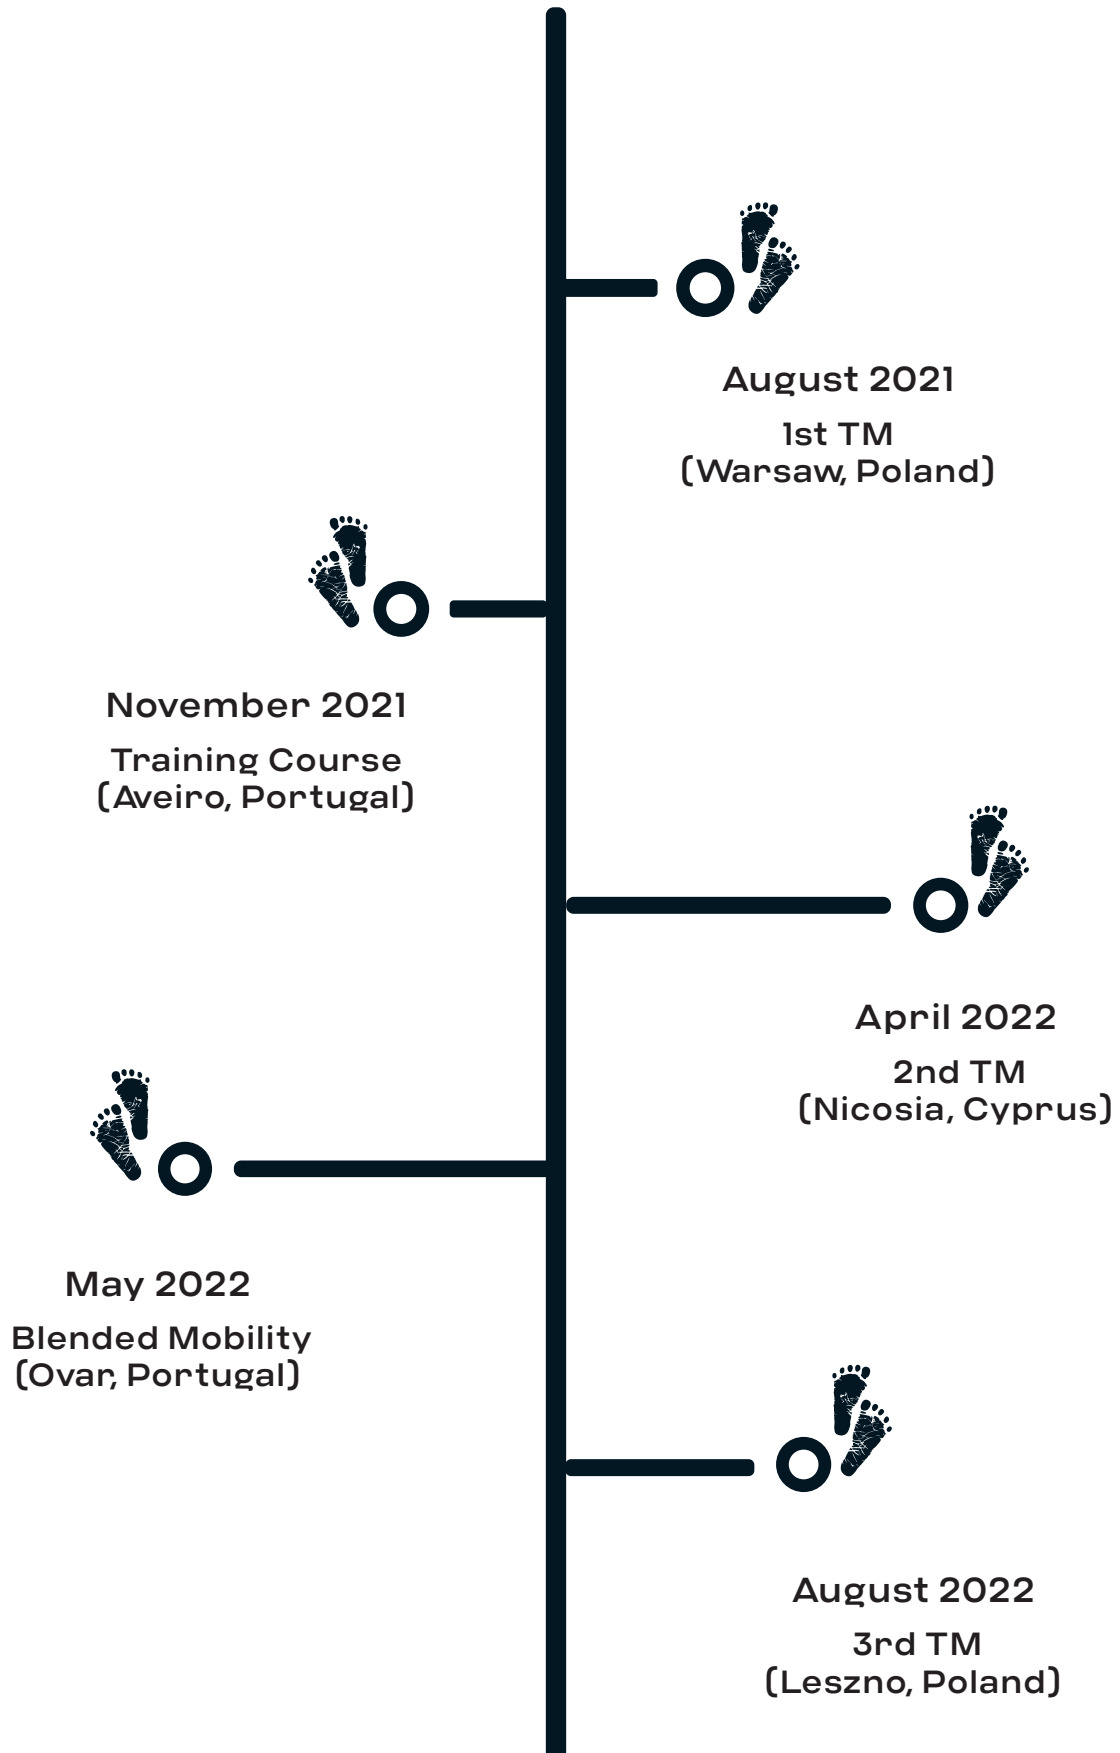 August 2021
1st TM
(Warsaw, Poland)
November 2021
Training Course
(Aveiro, Portugal)
April 2022
2nd TM
(Nicosia, Cyprus)
May 2022
Blended Mobility
(Ovar, Portugal)
August 2022
3rd TM
(Leszno, Poland)